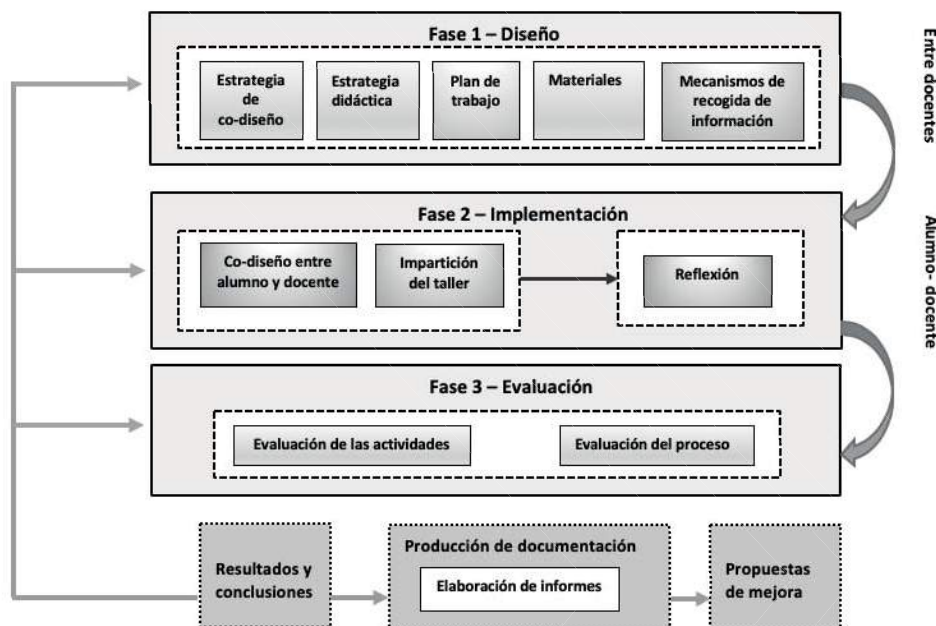 Fase 1 – Diseño
Estrategia
de
co-diseño
Estrategia
didáctica
Plan de
trabajo
Materiales
Mecanismos de
recogida de
información
Entre docentes
Fase 2 – Implementación
Co-diseño entre
alumno y docente
Impartición
del taller
Reflexión
Alumno- docente
Fase 3 – Evaluación
Evaluación de las actividades
Evaluación del proceso
Resultados y
conclusiones
Producción de documentación
Elaboración de informes
Propuestas
de mejora